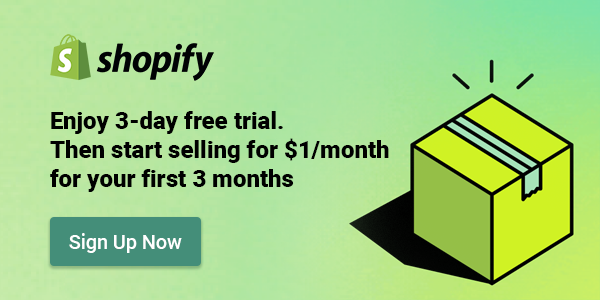 shopify
Enjoy 3-day free trial.
Then start selling for $1/month
for your first 3 months
Sign Up Now